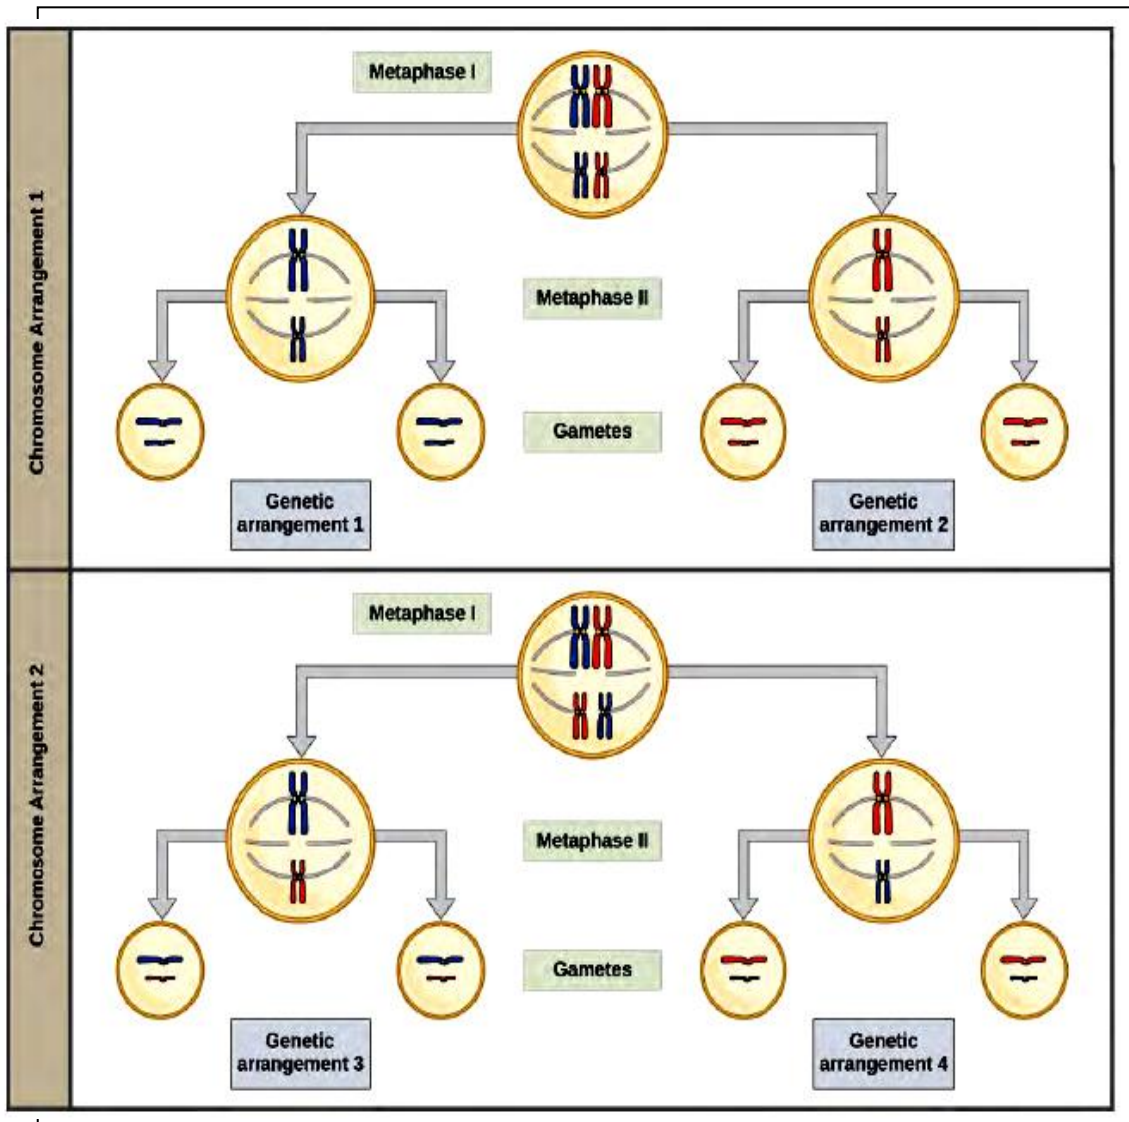 Chromosome Arrangement 1
Metaphase I
Metaphase II
Gametes
Genetic
arrangement 1
Genetic
arrangement 2
Chromosome Arrangement 2
Metaphase I
Metaphase II
Gametes
Genetic
arrangement 3
Genetic
arrangement 4